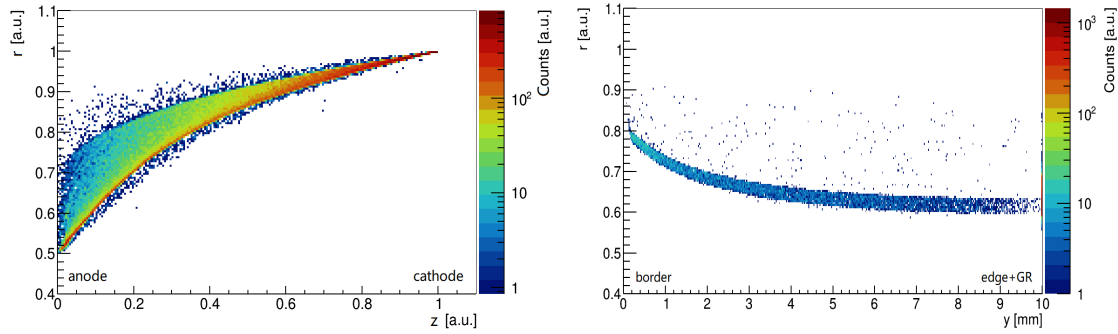 r [a.u.]
1.1
1
0.9
0.8
0.7
0.6
0.5
0.4
anode
cathode
0
0.2
0.4
0.6
0.8
1
z [a.u.]
Counts [a.u.]
10²
10
1
r [a.u.]
1.1
1
0.9
0.8
0.7
0.6
0.5
0.4
border
edge+GR
0 1 2 3 4 5 6 7 8 9 10
y [mm]
Counts [a.u.]
10³
10²
10
1